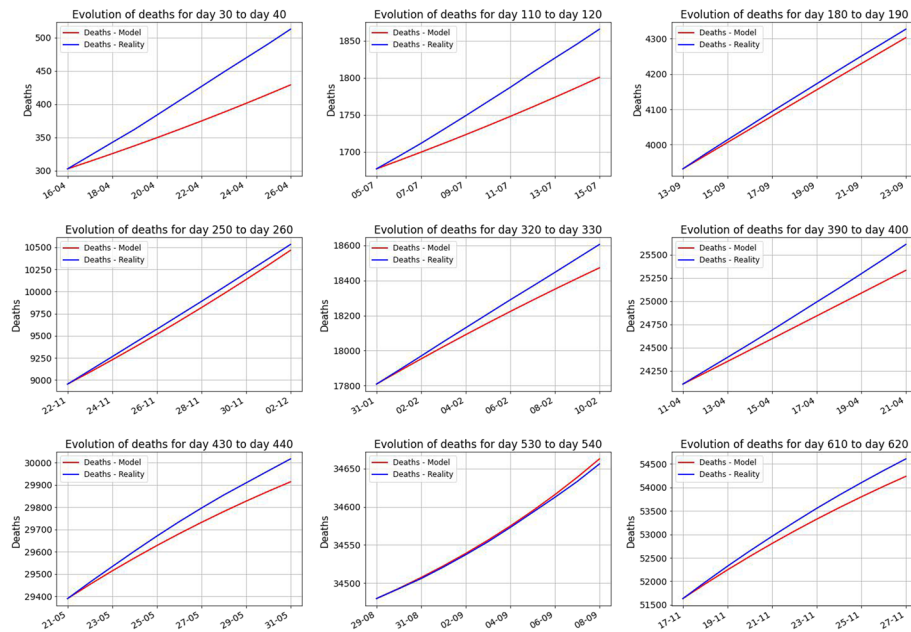 Evolution of deaths for day 30 to day 40
Deaths - Model
Deaths - Reality
Deaths
500
450
400
350
300
16-04
18-04
20-04
22-04
24-04
26-04
Evolution of deaths for day 110 to day 120
Deaths - Model
Deaths - Reality
Deaths
1850
1800
1750
1700
05-07
07-07
09-07
11-07
13-07
15-07
Evolution of deaths for day 180 to day 190
Deaths - Model
Deaths - Reality
Deaths
4300
4200
4100
4000
13-09
15-09
17-09
19-09
21-09
23-09
Evolution of deaths for day 250 to day 260
Deaths - Model
Deaths - Reality
Deaths
10500
10250
10000
9750
9500
9250
9000
22-11
24-11
26-11
28-11
30-11
02-12
Evolution of deaths for day 320 to day 330
Deaths - Model
Deaths - Reality
Deaths
18600
18400
18200
18000
17800
31-01
02-02
04-02
06-02
08-02
10-02
Evolution of deaths for day 390 to day 400
Deaths - Model
Deaths - Reality
Deaths
25500
25250
25000
24750
24500
24250
11-04
13-04
15-04
17-04
19-04
21-04
Evolution of deaths for day 430 to day 440
Deaths - Model
Deaths - Reality
Deaths
30000
29900
29800
29700
29600
29500
29400
21-05
23-05
25-05
27-05
29-05
31-05
Evolution of deaths for day 530 to day 540
Deaths - Model
Deaths - Reality
Deaths
34650
34600
34550
34500
29-08
31-08
02-09
04-09
06-09
08-09
Evolution of deaths for day 610 to day 620
Deaths - Model
Deaths - Reality
Deaths
54500
54000
53500
53000
52500
52000
51500
17-11
19-11
21-11
23-11
25-11
27-11